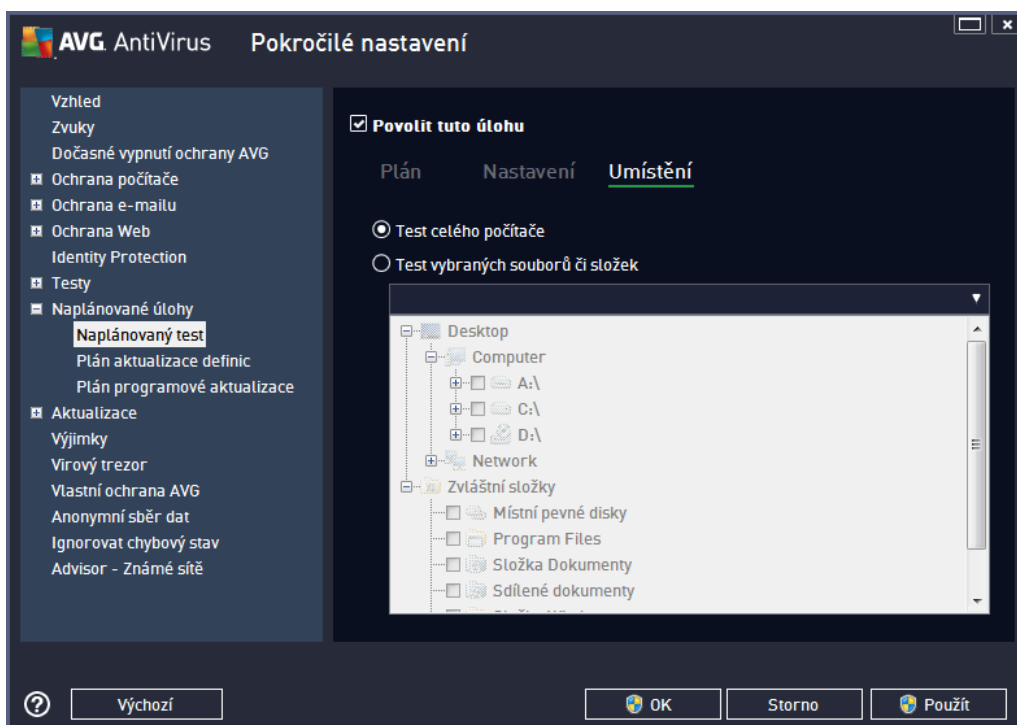 AVG AntiVirus Pokročilé nastavení
Vzhled
Zvuky
Dočasné vypnutí ochrany AVG
Ochrana počítače
Ochrana e-mailu
Ochrana Web
Identity Protection
Testy
Naplánované úlohy
Naplánovaný test
Plán aktualizace definic
Plán programové aktualizace
Aktualizace
Výjimky
Virový trezor
Vlastní ochrana AVG
Anonymní sběr dat
Ignorovat chybový stav
Advisor - Známé sítě
Povolit tuto úlohu
Plán Nastavení Umístění
Test celého počítače
Test vybraných souborů či složek
Desktop
Computer
A:\
C:\
D:\
Network
Zvláštní složky
Místní pevné disky
Program Files
Složka Dokumenty
Sdílené dokumenty
Výchozí OK Storno Použít